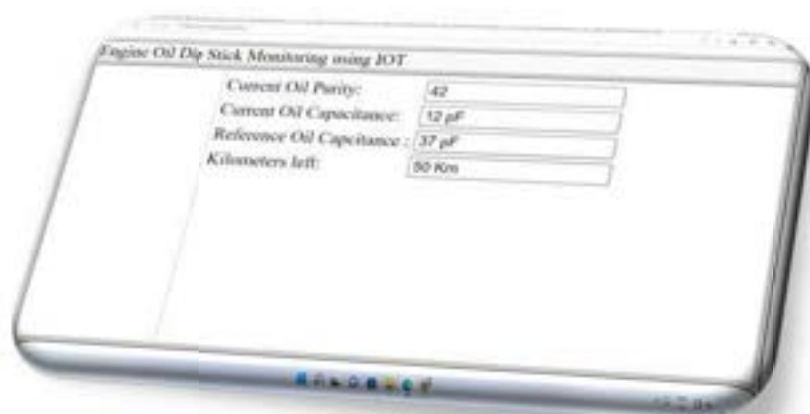 Engine Oil Dip Stick Monitoring using IOT
Current Oil Purity: 42
Current Oil Capacitance: 12 pF
Reference Oil Capcitance : 37 pF
Kilometers left: 50 Km